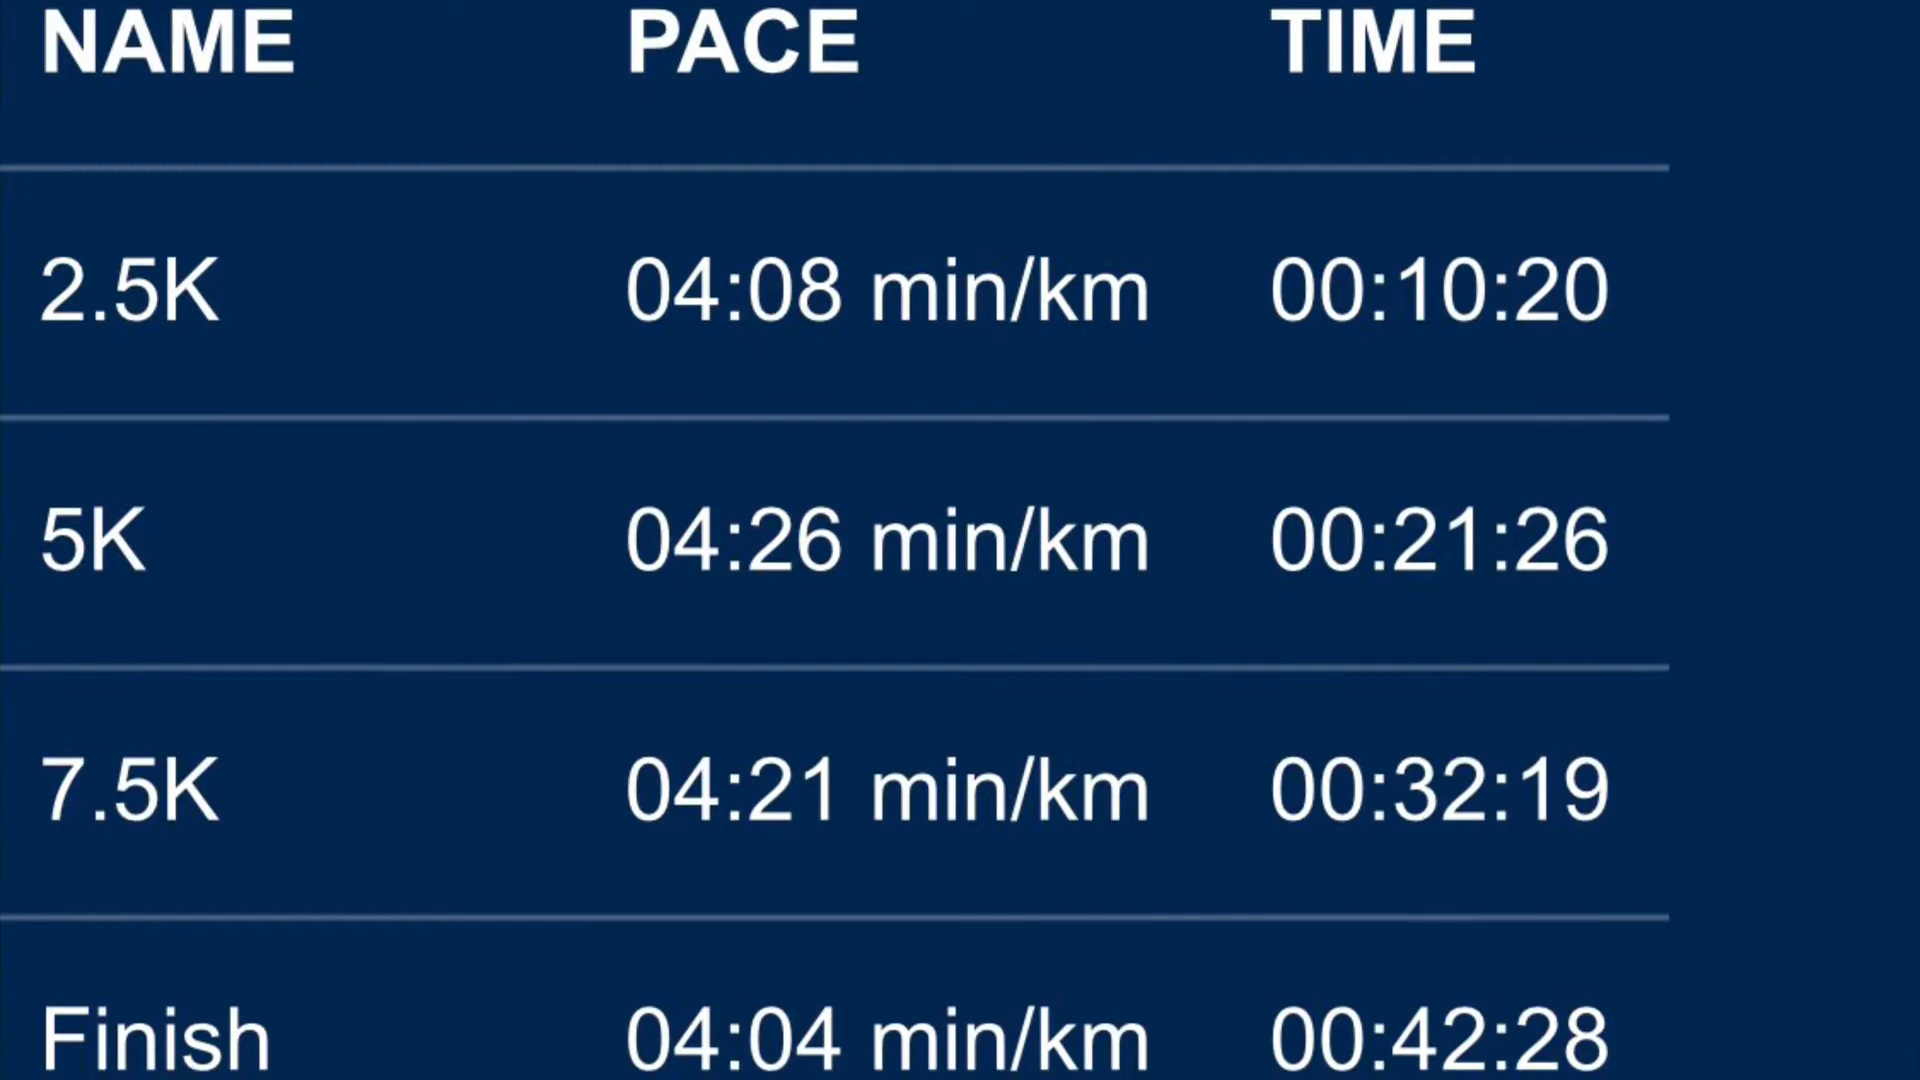 NAME PACE TIME
2.5K 04:08 min/km 00:10:20
5K 04:26 min/km 00:21:26
7.5K 04:21 min/km 00:32:19
Finish 04:04 min/km 00:42:28